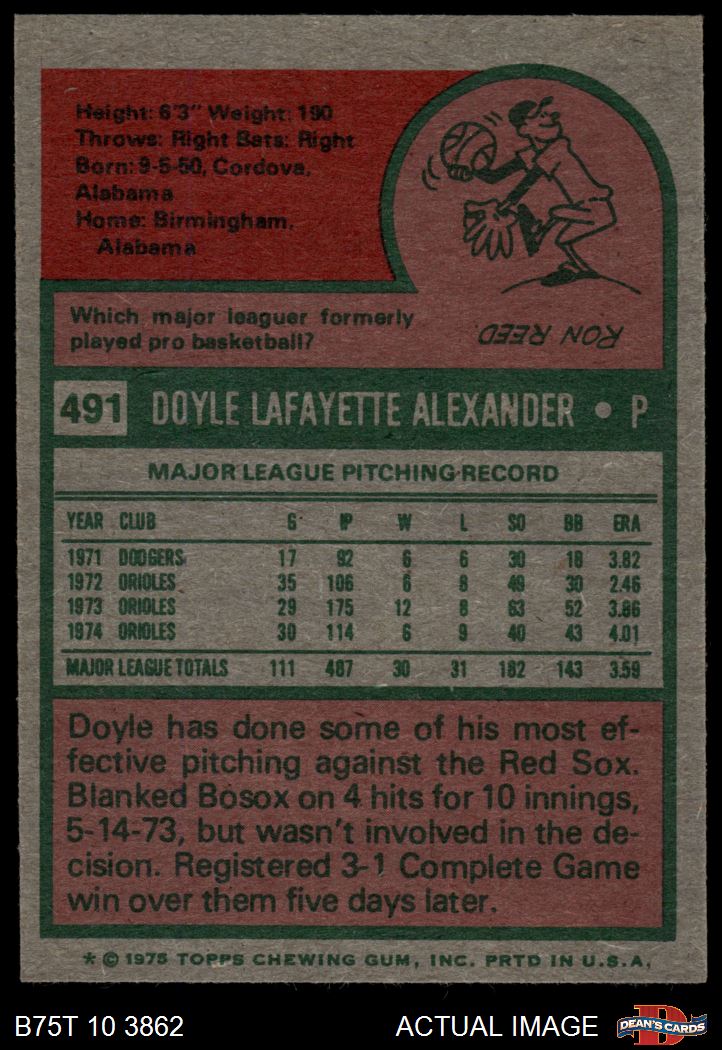 Height: 6'3" Weight: 190
Throws: Right Bats: Right
Born: 9-5-50, Cordova,
Alabama
Home: Birmingham,
Alabama
Which major leaguer formerly
played pro basketball?
RON REED
491 DOYLE LAFAYETTE ALEXANDER • P
MAJOR LEAGUE PITCHING RECORD
YEAR CLUB G IP W L SO BB ERA
1971 DODGERS 17 92 6 6 30 18 3.82
1972 ORIOLES 35 106 6 8 49 30 2.46
1973 ORIOLES 29 175 12 8 63 52 3.86
1974 ORIOLES 30 114 6 9 40 43 4.01
MAJOR LEAGUE TOTALS 111 487 30 31 182 143 3.59
Doyle has done some of his most ef-
fective pitching against the Red Sox.
Blanked Bosox on 4 hits for 10 innings,
5-14-73, but wasn't involved in the de-
cision. Registered 3-1 Complete Game
win over them five days later.
* © 1975 TOPPS CHEWING GUM, INC. PRTD IN U.S.A.
B75T 10 3862 ACTUAL IMAGE DEAN'S CARDS